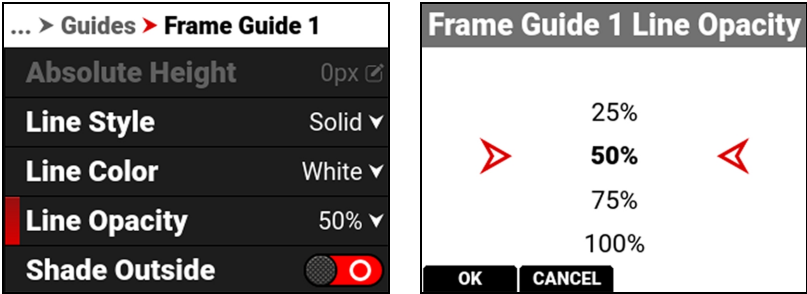 ... > Guides > Frame Guide 1
Absolute Height 0px
Line Style Solid
Line Color White
Line Opacity 50%
Shade Outside
Frame Guide 1 Line Opacity
25%
50%
75%
100%
OK CANCEL